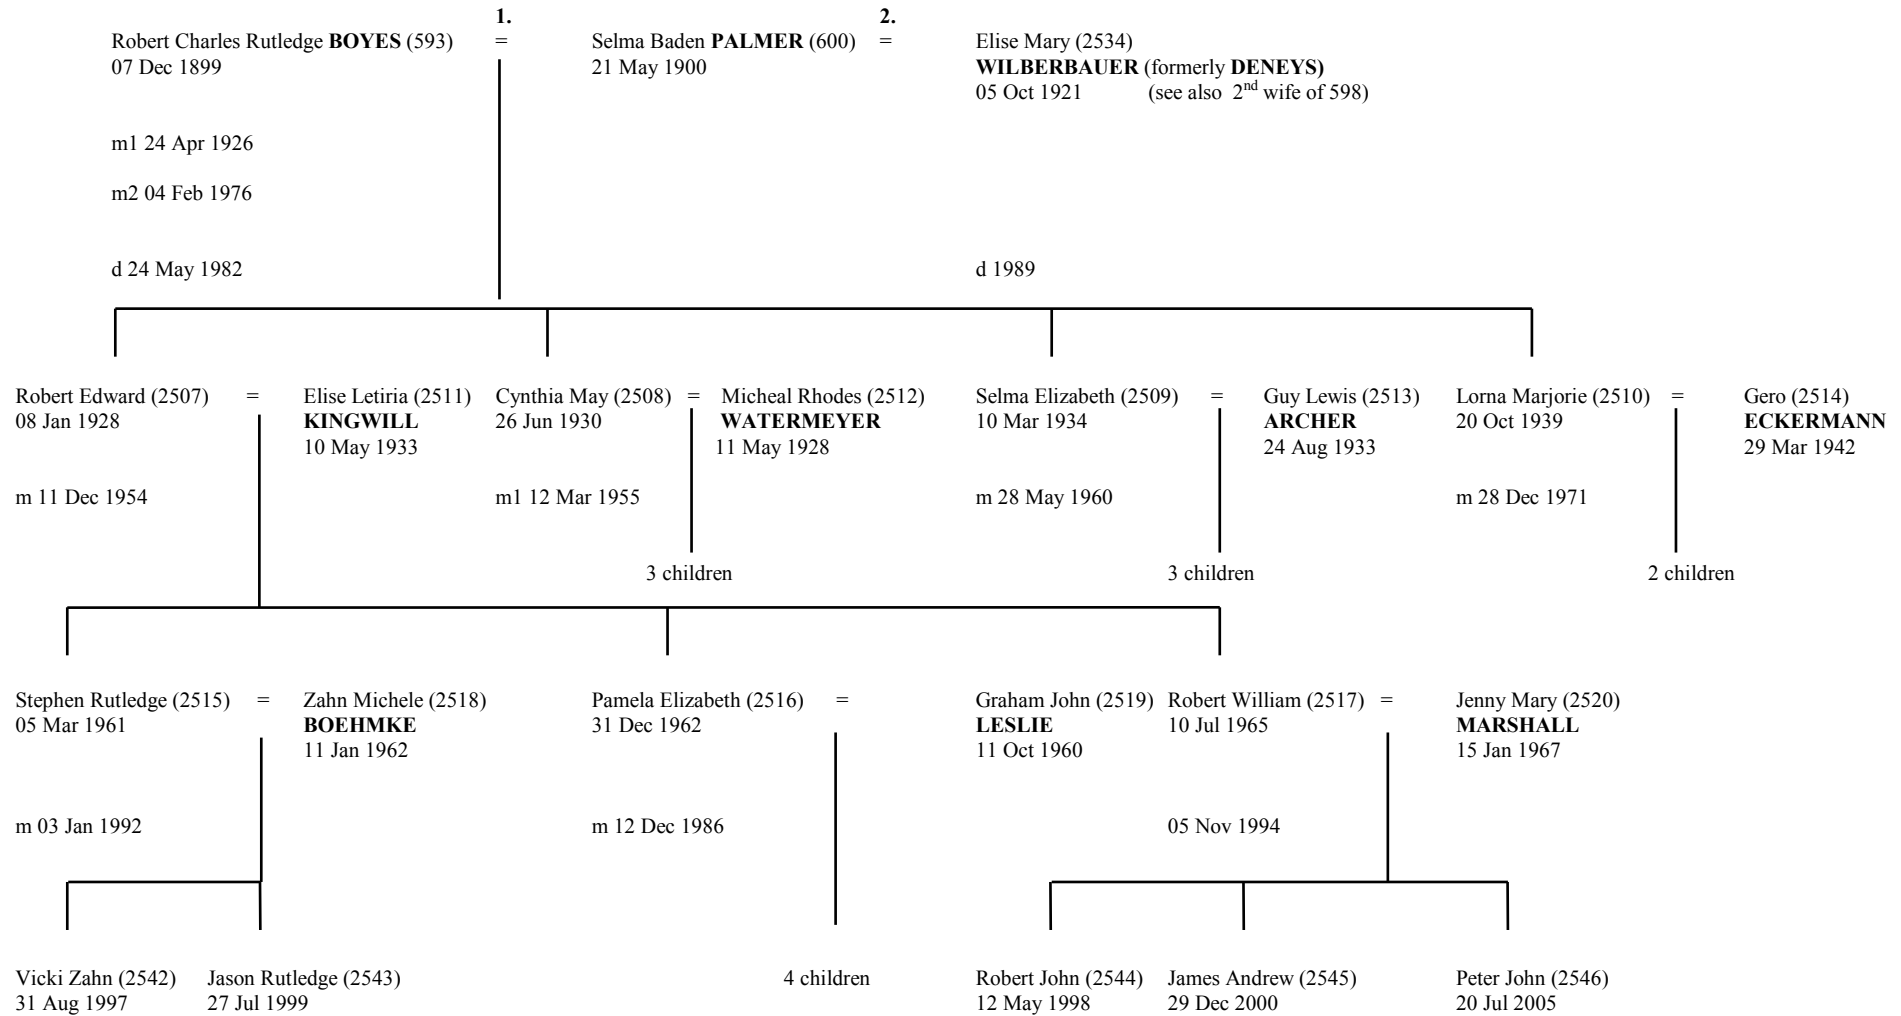 1. 2.
Robert Charles Rutledge BOYES (593) = Selma Baden PALMER (600) = Elise Mary (2534)
07 Dec 1899 21 May 1900 WILBERBAUER (formerly DENEYS)
05 Oct 1921 (see also 2nd wife of 598)
m1 24 Apr 1926
m2 04 Feb 1976
d 24 May 1982 d 1989
Robert Edward (2507) = Elise Letiria (2511) Cynthia May (2508) = Micheal Rhodes (2512) Selma Elizabeth (2509) = Guy Lewis (2513) Lorna Marjorie (2510) = Gero (2514)
08 Jan 1928 KINGWILL 26 Jun 1930 WATERMEYER 10 Mar 1934 ARCHER 20 Oct 1939 ECKERMANN
10 May 1933 11 May 1928 24 Aug 1933 29 Mar 1942
m 11 Dec 1954 m1 12 Mar 1955 m 28 May 1960 m 28 Dec 1971
3 children 3 children 2 children
Stephen Rutledge (2515) = Zahn Michele (2518) Pamela Elizabeth (2516) = Graham John (2519) Robert William (2517) = Jenny Mary (2520)
05 Mar 1961 BOEHMKE 31 Dec 1962 LESLIE 10 Jul 1965 MARSHALL
11 Jan 1962 11 Oct 1960 15 Jan 1967
m 03 Jan 1992 m 12 Dec 1986 05 Nov 1994
Vicki Zahn (2542) Jason Rutledge (2543) 4 children Robert John (2544) James Andrew (2545) Peter John (2546)
31 Aug 1997 27 Jul 1999 12 May 1998 29 Dec 2000 20 Jul 2005